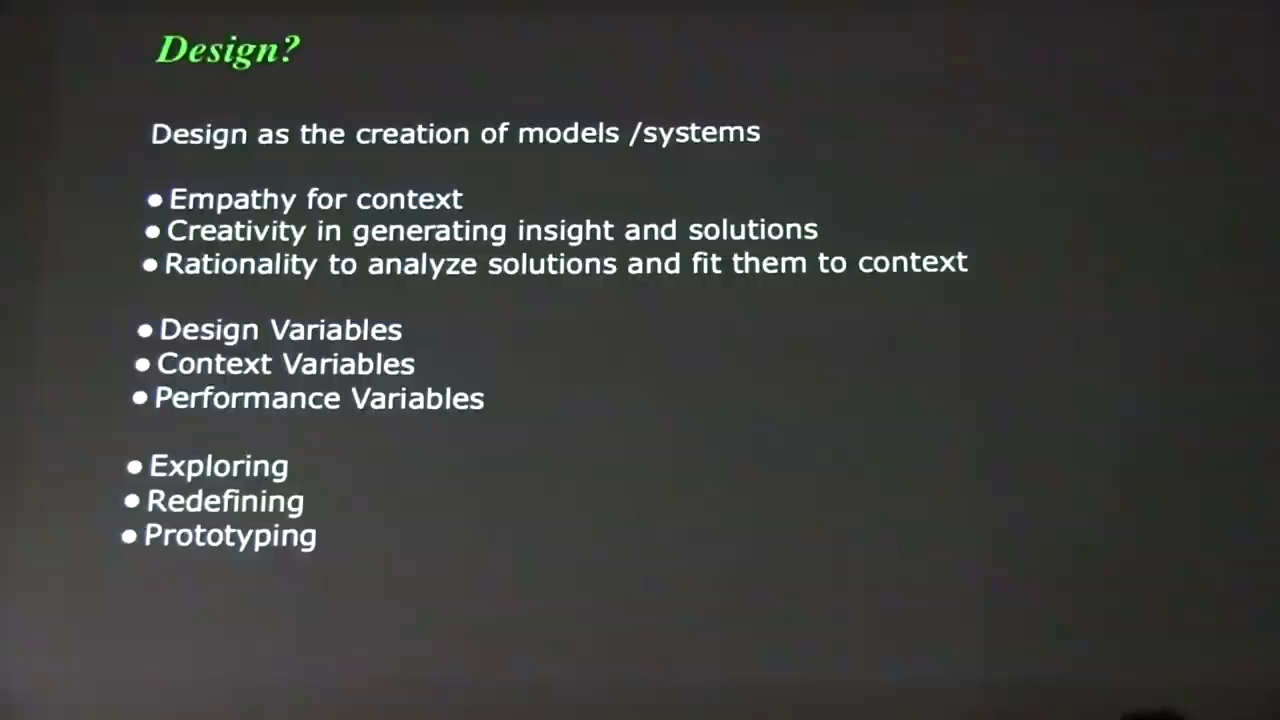 Design?
Design as the creation of models /systems
● Empathy for context
● Creativity in generating insight and solutions
● Rationality to analyze solutions and fit them to context
● Design Variables
● Context Variables
● Performance Variables
● Exploring
● Redefining
● Prototyping